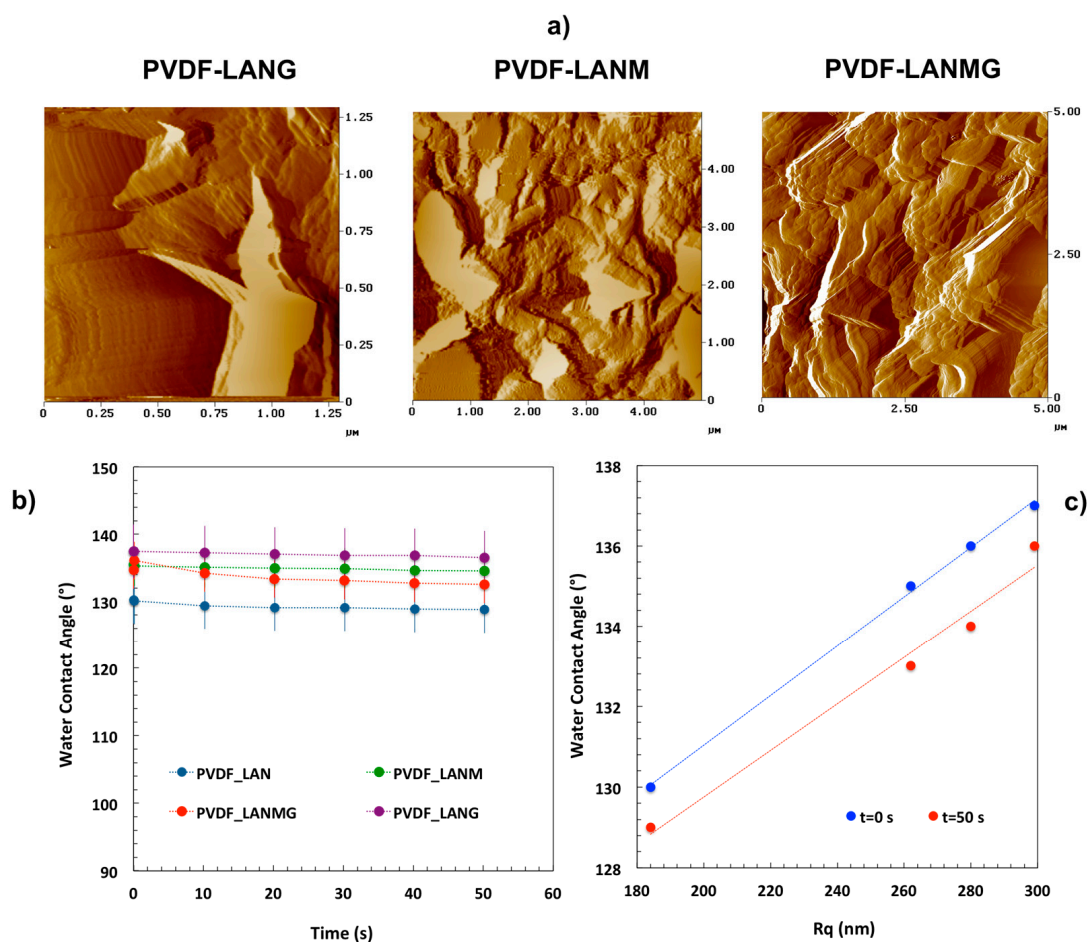 a)
PVDF-LANG
PVDF-LANM
PVDF-LANMG
1.25
1.00
0.75
0.50
0.25
0
0
0.25
0.50
0.75
1.00
1.25
µM
4.00
3.00
2.00
1.00
0
0
1.00
2.00
3.00
4.00
µM
5.00
2.50
0
0
2.50
5.00
µM
b)
Water Contact Angle (°)
150
140
130
120
110
100
90
PVDF_LAN
PVDF_LANM
PVDF_LANMG
PVDF_LANG
0
10
20
30
40
50
60
Time (s)
c)
Water Contact Angle (°)
138
136
134
132
130
128
t=0 s
t=50 s
180
200
220
240
260
280
300
Rq (nm)